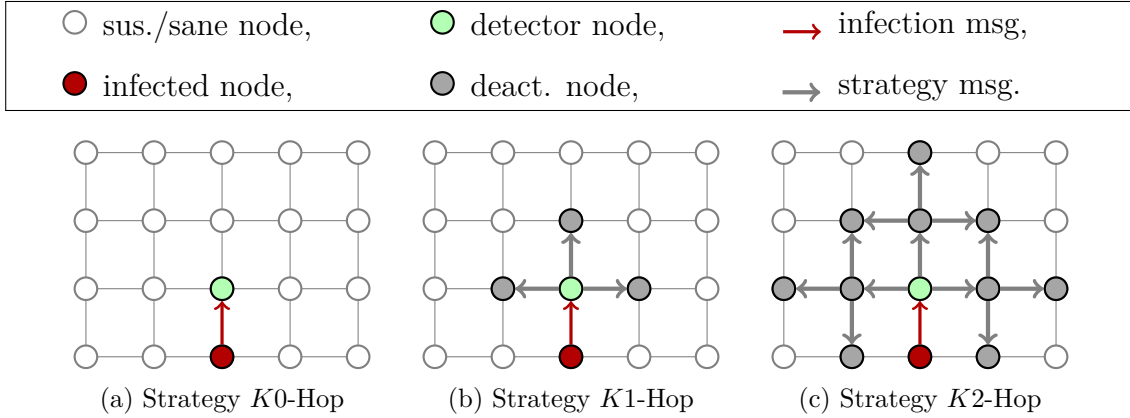 sus./sane node, detector node, infection msg,
infected node, deact. node, strategy msg.
(a) Strategy K0-Hop (b) Strategy K1-Hop (c) Strategy K2-Hop